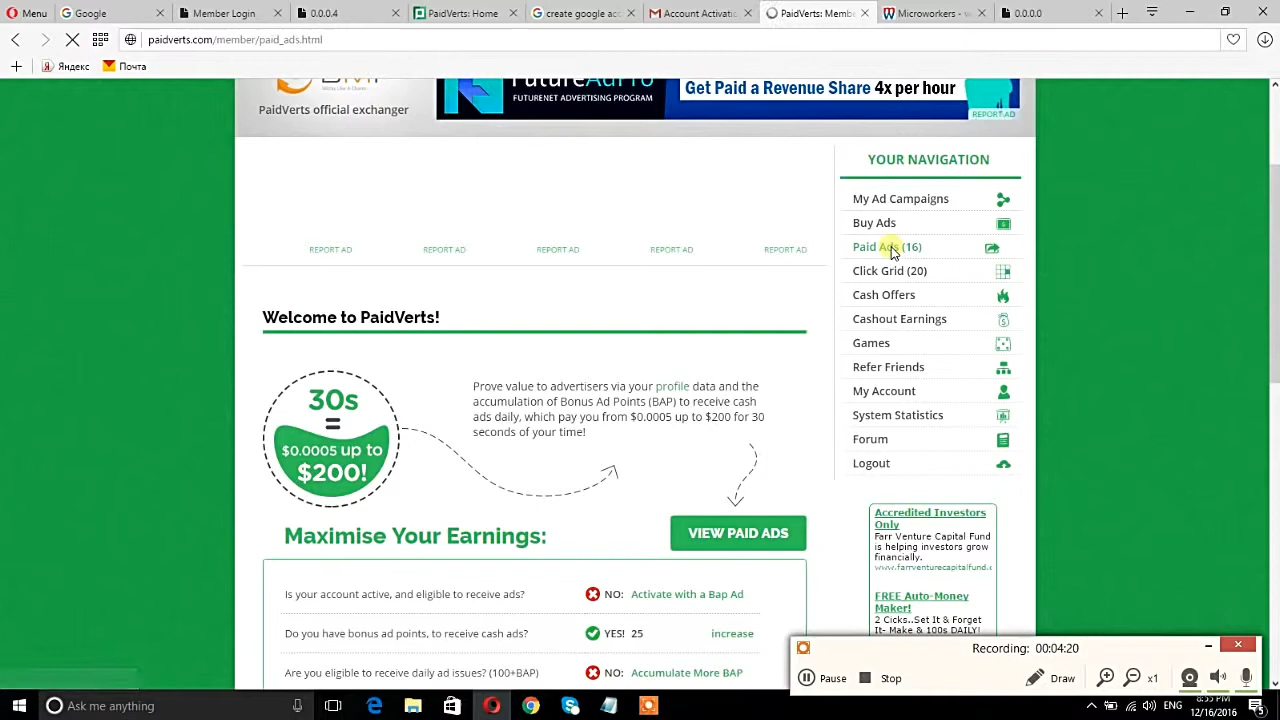 Menu
Google
Member Login
0.0.0.4
PaidVerts: Home
create google acc
Account Activati
PaidVerts: Membe
Microworkers - w
0.0.0.0
paidverts.com/member/paid_ads.html
Яндекс
Почта
PaidVerts official exchanger
FutureAdPro
FUTURENET ADVERTISING PROGRAM
Get Paid a Revenue Share 4x per hour
REPORT AD
REPORT AD
REPORT AD
REPORT AD
REPORT AD
REPORT AD
YOUR NAVIGATION
My Ad Campaigns
Buy Ads
Paid Ads (16)
Click Grid (20)
Cash Offers
Cashout Earnings
Games
Refer Friends
My Account
System Statistics
Forum
Logout
Welcome to PaidVerts!
30s
=
$0.0005 up to
$200!
Prove value to advertisers via your profile data and the
accumulation of Bonus Ad Points (BAP) to receive cash
ads daily, which pay you from $0.0005 up to $200 for 30
seconds of your time!
Maximise Your Earnings:
VIEW PAID ADS
Is your account active, and eligible to receive ads? NO: Activate with a Bap Ad
Do you have bonus ad points, to receive cash ads? YES! 25 increase
Are you eligible to receive daily ad issues? (100+BAP) NO: Accumulate More BAP
Accredited Investors
Only
Farr Venture Capital Fund
is helping investors grow
financially.
www.farrventurecapitalfund.c
FREE Auto-Money
Maker!
2 Cicks..Set It & Forget
It- Make & 100s DAILY!
Recording: 00:04:20
Pause
Stop
Draw
x1
Ask me anything
ENG
8:55 PM
12/16/2016